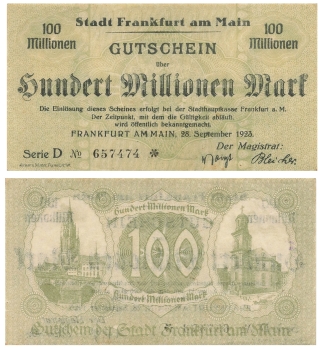 Stadt Frankfurt am Main
100
Millionen
100
Millionen
GUTSCHEIN
über
Hundert Millionen Mark
Die Einlösung dieses Scheines erfolgt bei der Stadthauptkasse Frankfurt a. M.
Der Zeitpunkt, mit dem die Gültigkeit abläuft,
wird öffentlich bekanntgemacht.
FRANKFURT AM MAIN, 25. September 1923.
Serie D № 657474 *
Der Magistrat:
Hundert Millionen Mark
100
Hundert Millionen Mark
Gutschein der Stadt Frankfurt am Main